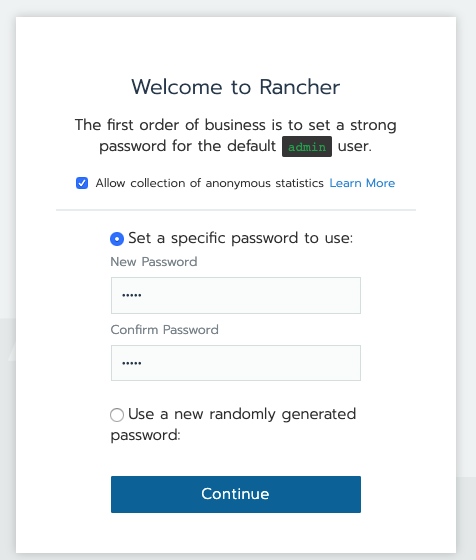 Welcome to Rancher
The first order of business is to set a strong
password for the default admin user.
Allow collection of anonymous statistics Learn More
Set a specific password to use:
New Password
•••••
Confirm Password
•••••
Use a new randomly generated
password:
Continue